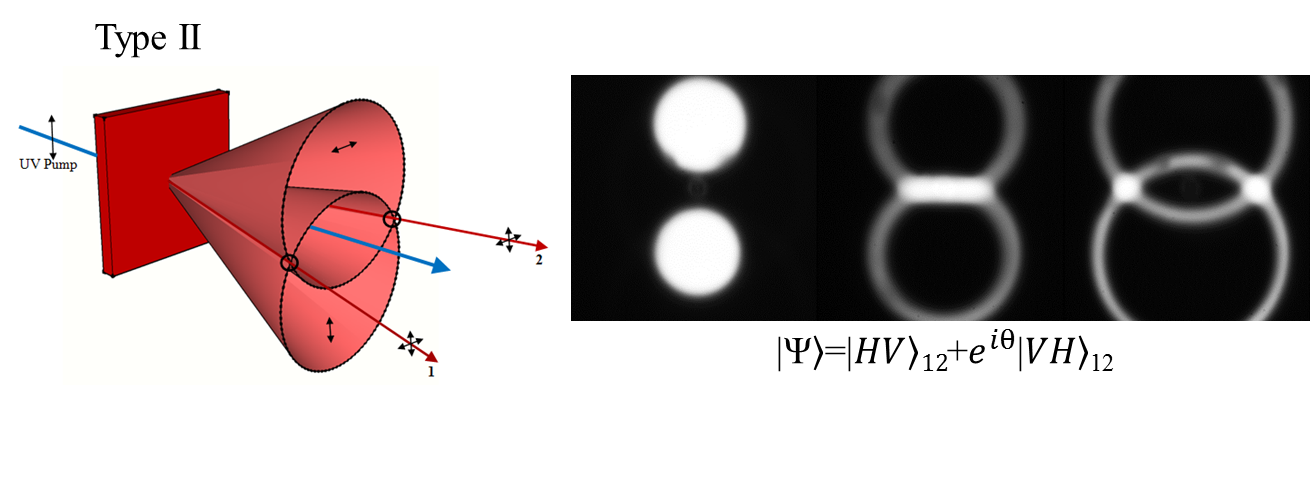 Type II
UV Pump
2
1
|Ψ⟩=|HV⟩₁₂+e^{iθ}|VH⟩₁₂